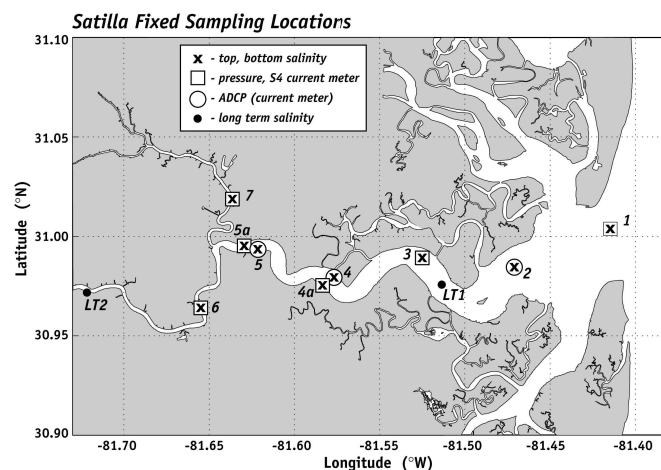 Satilla Fixed Sampling Locations
31.10
x - top, bottom salinity
- pressure, S4 current meter
- ADCP (current meter)
- long term salinity
31.05
7
1
5a
31.00
3
5
4
2
4a
LT1
LT2
6
30.95
30.90
-81.70
-81.65
-81.60
-81.55
-81.50
-81.45
-81.40
Latitude (°N)
Longitude (°W)